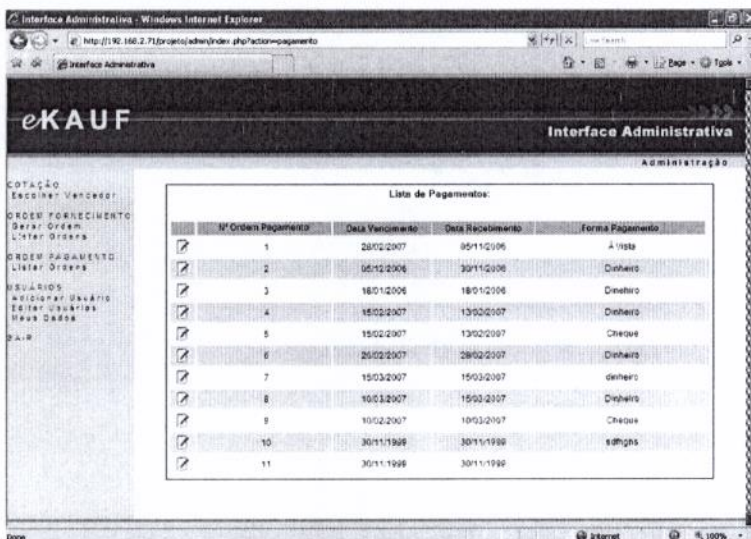 Interface Administrativa - Windows Internet Explorer
http://192.168.2.71/projeto/admin/index.php?action=pagamento
Live Search
Interface Administrativa
Page Tools
eKAUF
Interface Administrativa
Administração
COTAÇÃO
Escolher Vencedor
ORDEM FORNECIMENTO
Gerar Ordem
Listar Ordens
ORDEM PAGAMENTO
Listar Ordens
USUÁRIOS
Adicionar Usuário
Editar Usuários
Meus Dados
SAIR
Lista de Pagamentos:
Nº Ordem Pagamento Data Vencimento Data Recebimento Forma Pagamento
1 28/02/2007 05/11/2006 À Vista
2 05/12/2006 30/11/2006 Dinheiro
3 18/01/2006 18/01/2006 Dinheiro
4 15/02/2007 13/02/2007 Dinheiro
5 15/02/2007 13/02/2007 Cheque
6 26/02/2007 28/02/2007 Dinheiro
7 15/03/2007 15/03/2007 dinheiro
8 10/03/2007 15/03/2007 Dinheiro
9 10/02/2007 10/03/2007 Cheque
10 30/11/1999 30/11/1999
11 30/11/1999 30/11/1999
Done Internet 100%